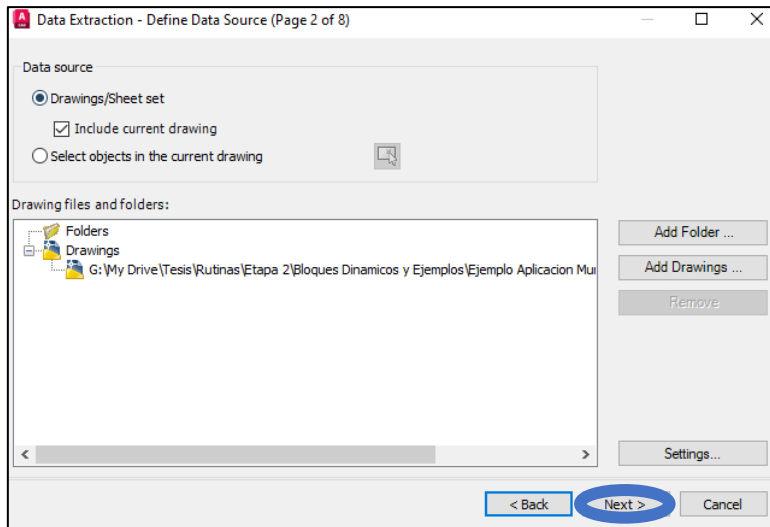 Data Extraction - Define Data Source (Page 2 of 8)
Data source
Drawings/Sheet set
Include current drawing
Select objects in the current drawing
Drawing files and folders:
Folders
Drawings
G:\My Drive\Tesis\Rutinas\Etapa 2\Bloques Dinamicos y Ejemplos\Ejemplo Aplicacion Mu
Add Folder ...
Add Drawings ...
Remove
Settings...
< Back
Next >
Cancel